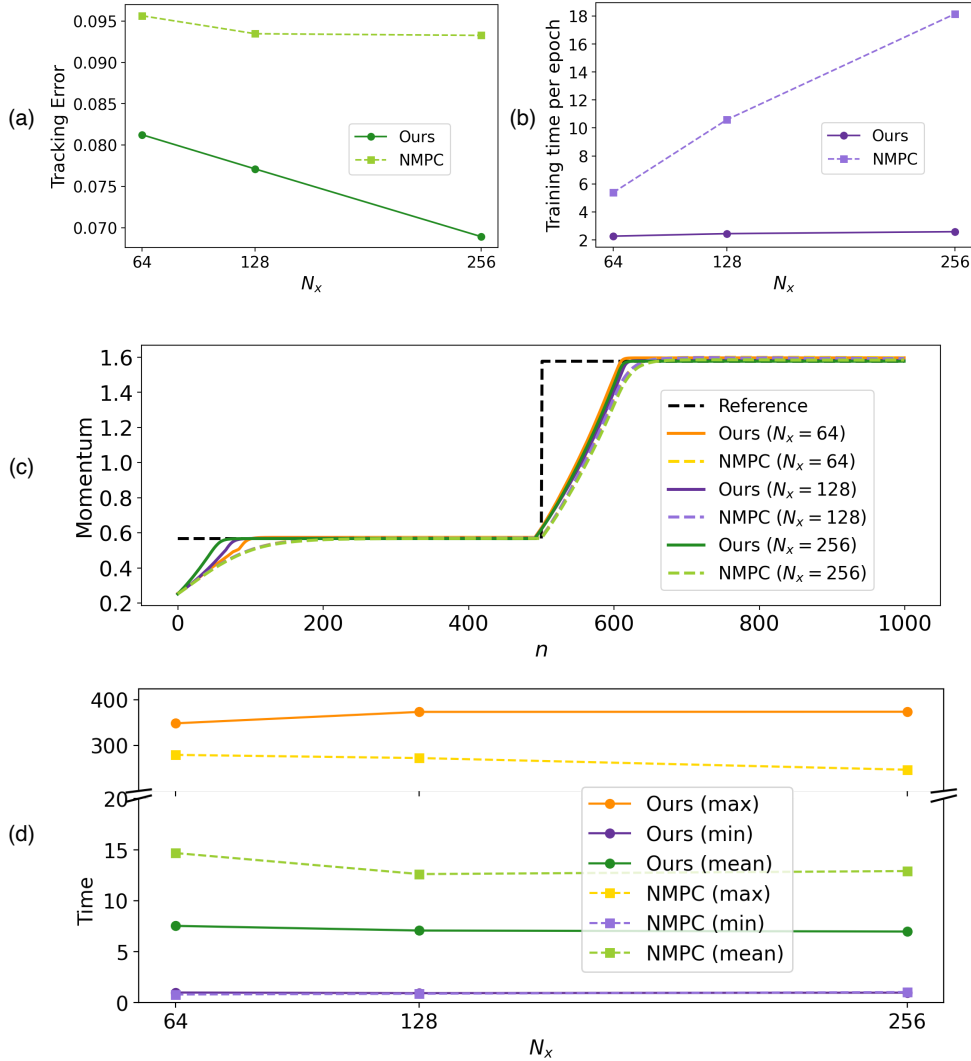 (a)
Tracking Error
0.095
0.090
0.085
0.080
0.075
0.070
Ours
NMPC
64
128
256
N_x
(b)
Training time per epoch
18
16
14
12
10
8
6
4
2
Ours
NMPC
64
128
256
N_x
(c)
Momentum
1.6
1.4
1.2
1.0
0.8
0.6
0.4
0.2
Reference
Ours (N_x = 64)
NMPC (N_x = 64)
Ours (N_x = 128)
NMPC (N_x = 128)
Ours (N_x = 256)
NMPC (N_x = 256)
0
200
400
600
800
1000
n
(d)
Time
400
300
20
15
10
5
0
Ours (max)
Ours (min)
Ours (mean)
NMPC (max)
NMPC (min)
NMPC (mean)
64
128
256
N_x